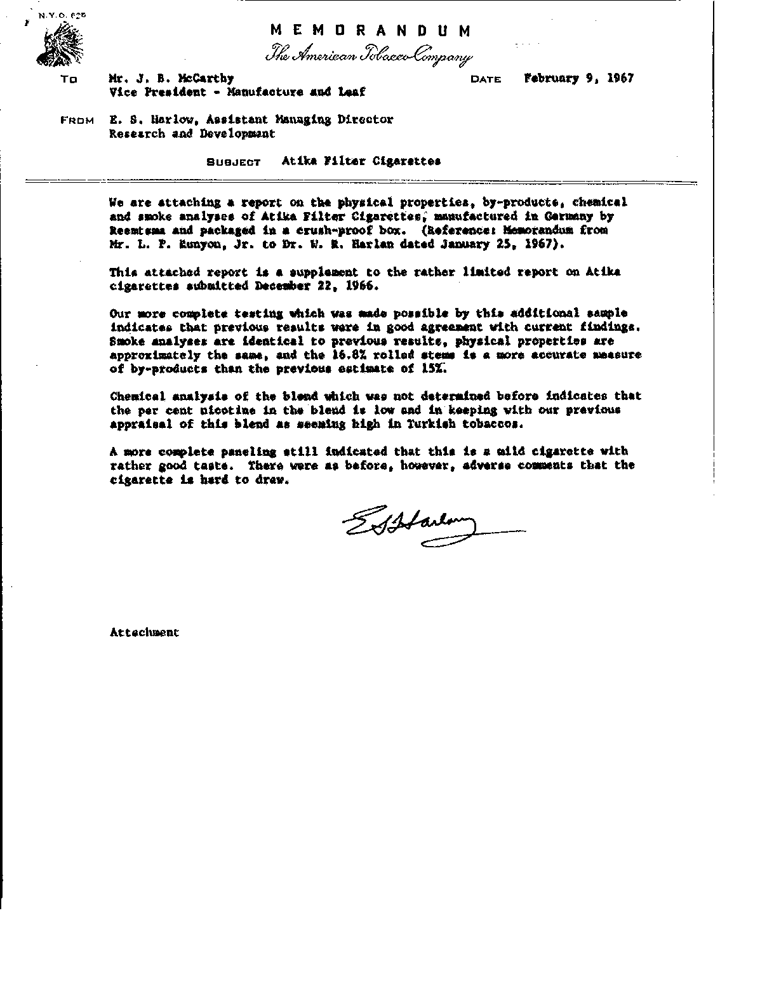 N.Y.O. 625
MEMORANDUM
The American Tobacco Company
TO Mr. J. B. McCarthy DATE February 9, 1967
Vice President - Manufacture and Leaf
FROM E. S. Harlow, Assistant Managing Director
Research and Development
SUBJECT Atika Filter Cigarettes
We are attaching a report on the physical properties, by-products, chemical
and smoke analyses of Atika Filter Cigarettes, manufactured in Germany by
Reemtsma and packaged in a crush-proof box. (Reference: Memorandum from
Mr. L. P. Runyon, Jr. to Dr. W. R. Harlan dated January 25, 1967).
This attached report is a supplement to the rather limited report on Atika
cigarettes submitted December 22, 1966.
Our more complete testing which was made possible by this additional sample
indicates that previous results were in good agreement with current findings.
Smoke analyses are identical to previous results, physical properties are
approximately the same, and the 16.8% rolled stems is a more accurate measure
of by-products than the previous estimate of 15%.
Chemical analysis of the blend which was not determined before indicates that
the per cent nicotine in the blend is low and in keeping with our previous
appraisal of this blend as seeming high in Turkish tobaccos.
A more complete paneling still indicated that this is a mild cigarette with
rather good taste. There were as before, however, adverse comments that the
cigarette is hard to draw.
E S Harlow
Attachment